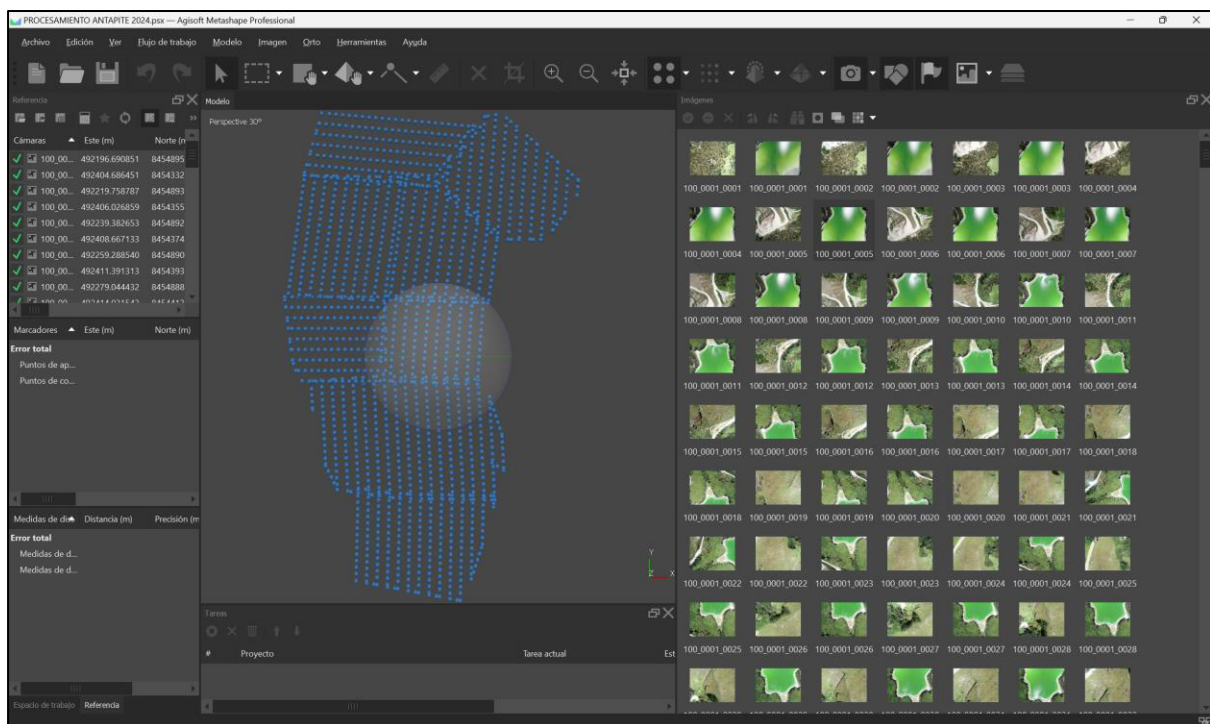 PROCESAMIENTO ANTAPITE 2024.psx — Agisoft Metashape Professional
Archivo Edición Ver Flujo de trabajo Modelo Imagen Orto Herramientas Ayuda
Referencia
Cámaras Este (m) Norte (n
100_00... 492196.690851 8454895
100_00... 492404.686451 8454332
100_00... 492219.758787 8454893
100_00... 492406.026859 8454355
100_00... 492239.382653 8454892
100_00... 492408.667133 8454374
100_00... 492259.288540 8454890
100_00... 492411.391313 8454393
100_00... 492279.044432 8454888
Marcadores Este (m) Norte (m)
Error total
Puntos de ap...
Puntos de co...
Medidas de dis Distancia (m) Precisión (m
Error total
Medidas de d...
Medidas de d...
Espacio de trabajo Referencia
Modelo
Perspective 30°
Y
Z X
Tareas
# Proyecto Tarea actual Est
Imágenes
100_0001_0001 100_0001_0001 100_0001_0002 100_0001_0002 100_0001_0003 100_0001_0003 100_0001_0004
100_0001_0004 100_0001_0005 100_0001_0005 100_0001_0006 100_0001_0006 100_0001_0007 100_0001_0007
100_0001_0008 100_0001_0008 100_0001_0009 100_0001_0009 100_0001_0010 100_0001_0010 100_0001_0011
100_0001_0011 100_0001_0012 100_0001_0012 100_0001_0013 100_0001_0013 100_0001_0014 100_0001_0014
100_0001_0015 100_0001_0015 100_0001_0016 100_0001_0016 100_0001_0017 100_0001_0017 100_0001_0018
100_0001_0018 100_0001_0019 100_0001_0019 100_0001_0020 100_0001_0020 100_0001_0021 100_0001_0021
100_0001_0022 100_0001_0022 100_0001_0023 100_0001_0023 100_0001_0024 100_0001_0024 100_0001_0025
100_0001_0025 100_0001_0026 100_0001_0026 100_0001_0027 100_0001_0027 100_0001_0028 100_0001_0028